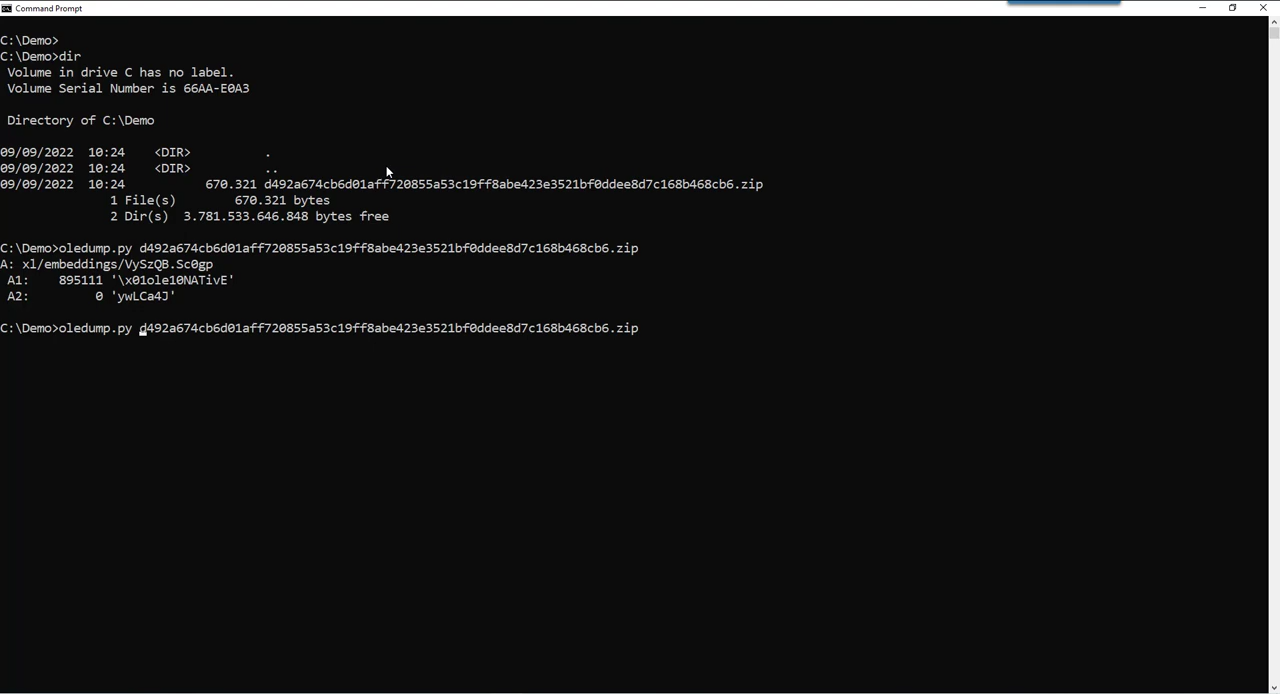 Command Prompt
C:\Demo>
C:\Demo>dir
Volume in drive C has no label.
Volume Serial Number is 66AA-E0A3
Directory of C:\Demo
09/09/2022  10:24    <DIR>          .
09/09/2022  10:24    <DIR>          ..
09/09/2022  10:24           670.321 d492a674cb6d01aff720855a53c19ff8abe423e3521bf0ddee8d7c168b468cb6.zip
1 File(s)        670.321 bytes
2 Dir(s)  3.781.533.646.848 bytes free
C:\Demo>oledump.py d492a674cb6d01aff720855a53c19ff8abe423e3521bf0ddee8d7c168b468cb6.zip
A: xl/embeddings/VySzQB.Sc0gp
A1:    895111 '\x01ole10NATivE'
A2:         0 'ywLCa4J'
C:\Demo>oledump.py d492a674cb6d01aff720855a53c19ff8abe423e3521bf0ddee8d7c168b468cb6.zip